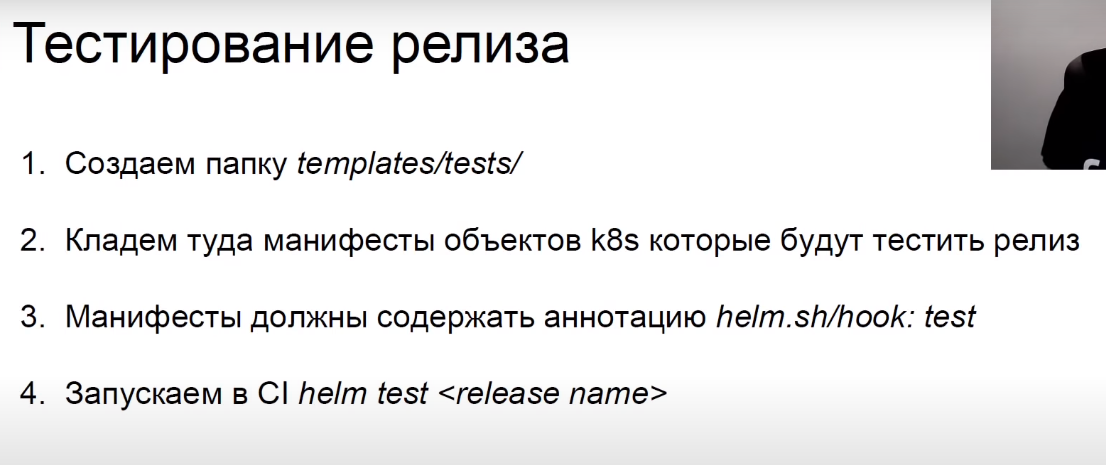 Тестирование релиза
1. Создаем папку templates/tests/
2. Кладем туда манифесты объектов k8s которые будут тестить релиз
3. Манифесты должны содержать аннотацию helm.sh/hook: test
4. Запускаем в CI helm test <release name>